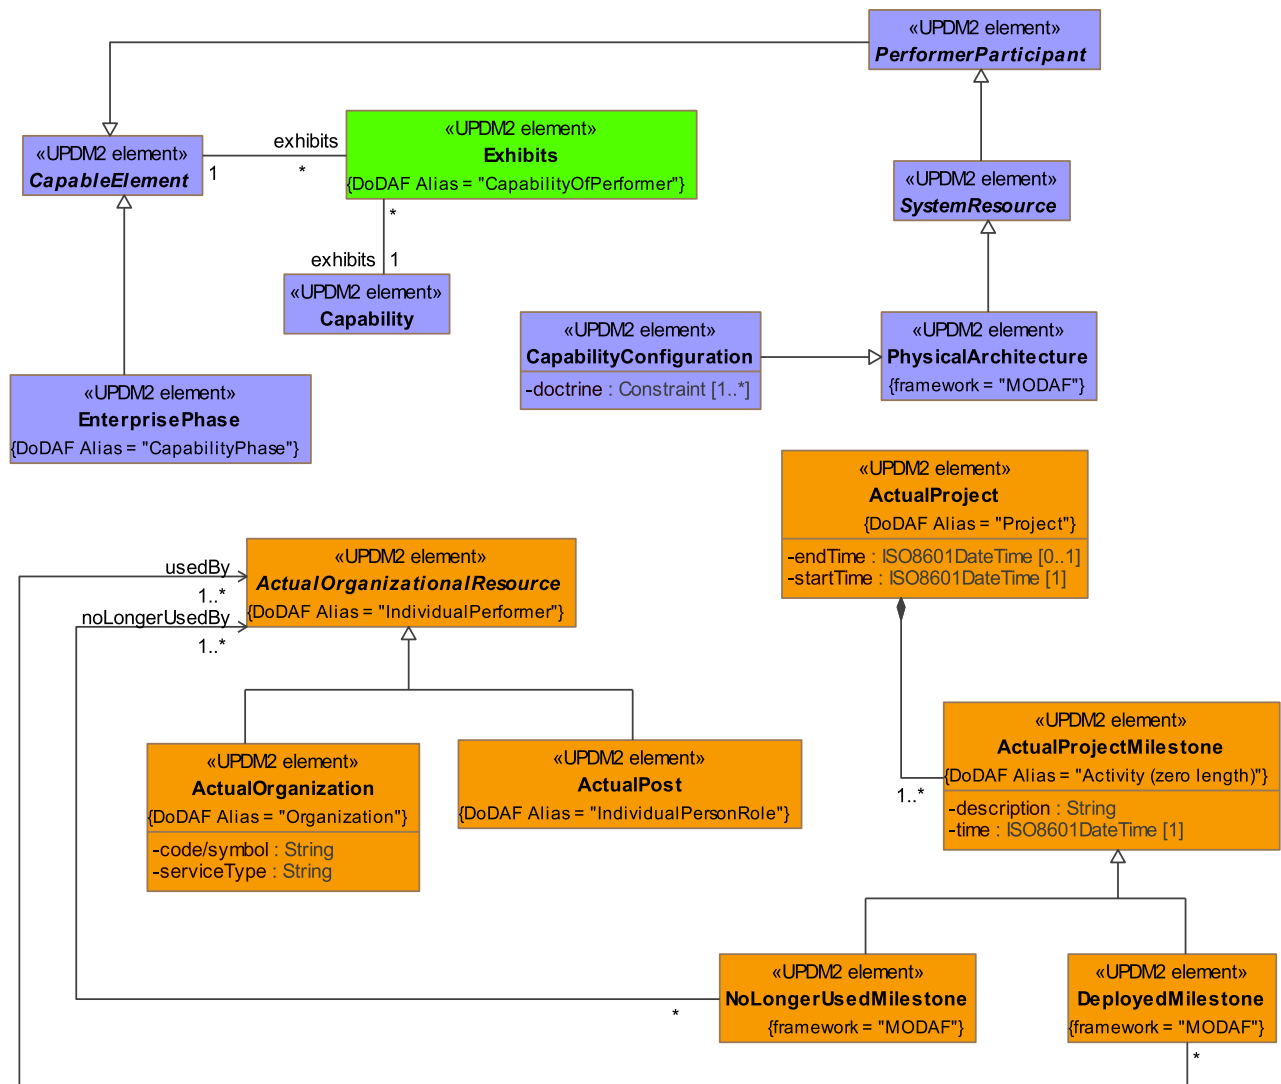 «UPDM2 element»
PerformerParticipant
«UPDM2 element»
CapableElement
exhibits
1
*
«UPDM2 element»
Exhibits
{DoDAF Alias = "CapabilityOfPerformer"}
*
exhibits
1
«UPDM2 element»
Capability
«UPDM2 element»
SystemResource
«UPDM2 element»
CapabilityConfiguration
-doctrine : Constraint [1..*]
«UPDM2 element»
PhysicalArchitecture
{framework = "MODAF"}
«UPDM2 element»
EnterprisePhase
{DoDAF Alias = "CapabilityPhase"}
«UPDM2 element»
ActualProject
{DoDAF Alias = "Project"}
-endTime : ISO8601DateTime [0..1]
-startTime : ISO8601DateTime [1]
usedBy
1..*
noLongerUsedBy
1..*
«UPDM2 element»
ActualOrganizationalResource
{DoDAF Alias = "IndividualPerformer"}
«UPDM2 element»
ActualOrganization
{DoDAF Alias = "Organization"}
-code/symbol : String
-serviceType : String
«UPDM2 element»
ActualPost
{DoDAF Alias = "IndividualPersonRole"}
1..*
«UPDM2 element»
ActualProjectMilestone
{DoDAF Alias = "Activity (zero length)"}
-description : String
-time : ISO8601DateTime [1]
*
«UPDM2 element»
NoLongerUsedMilestone
{framework = "MODAF"}
«UPDM2 element»
DeployedMilestone
{framework = "MODAF"}
*